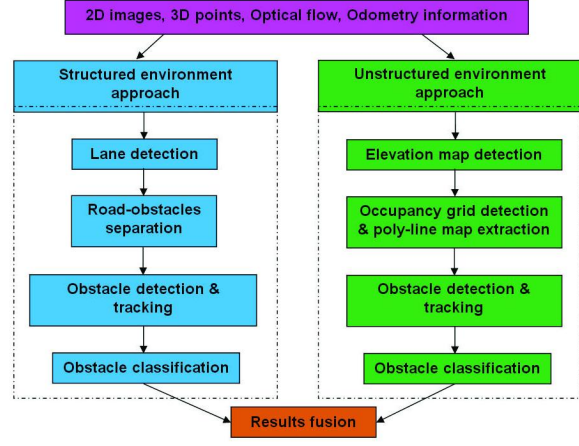 2D images, 3D points, Optical flow, Odometry information
Structured environment
approach
Lane detection
Road-obstacles
separation
Obstacle detection &
tracking
Obstacle classification
Unstructured environment
approach
Elevation map detection
Occupancy grid detection
& poly-line map extraction
Obstacle detection &
tracking
Obstacle classification
Results fusion